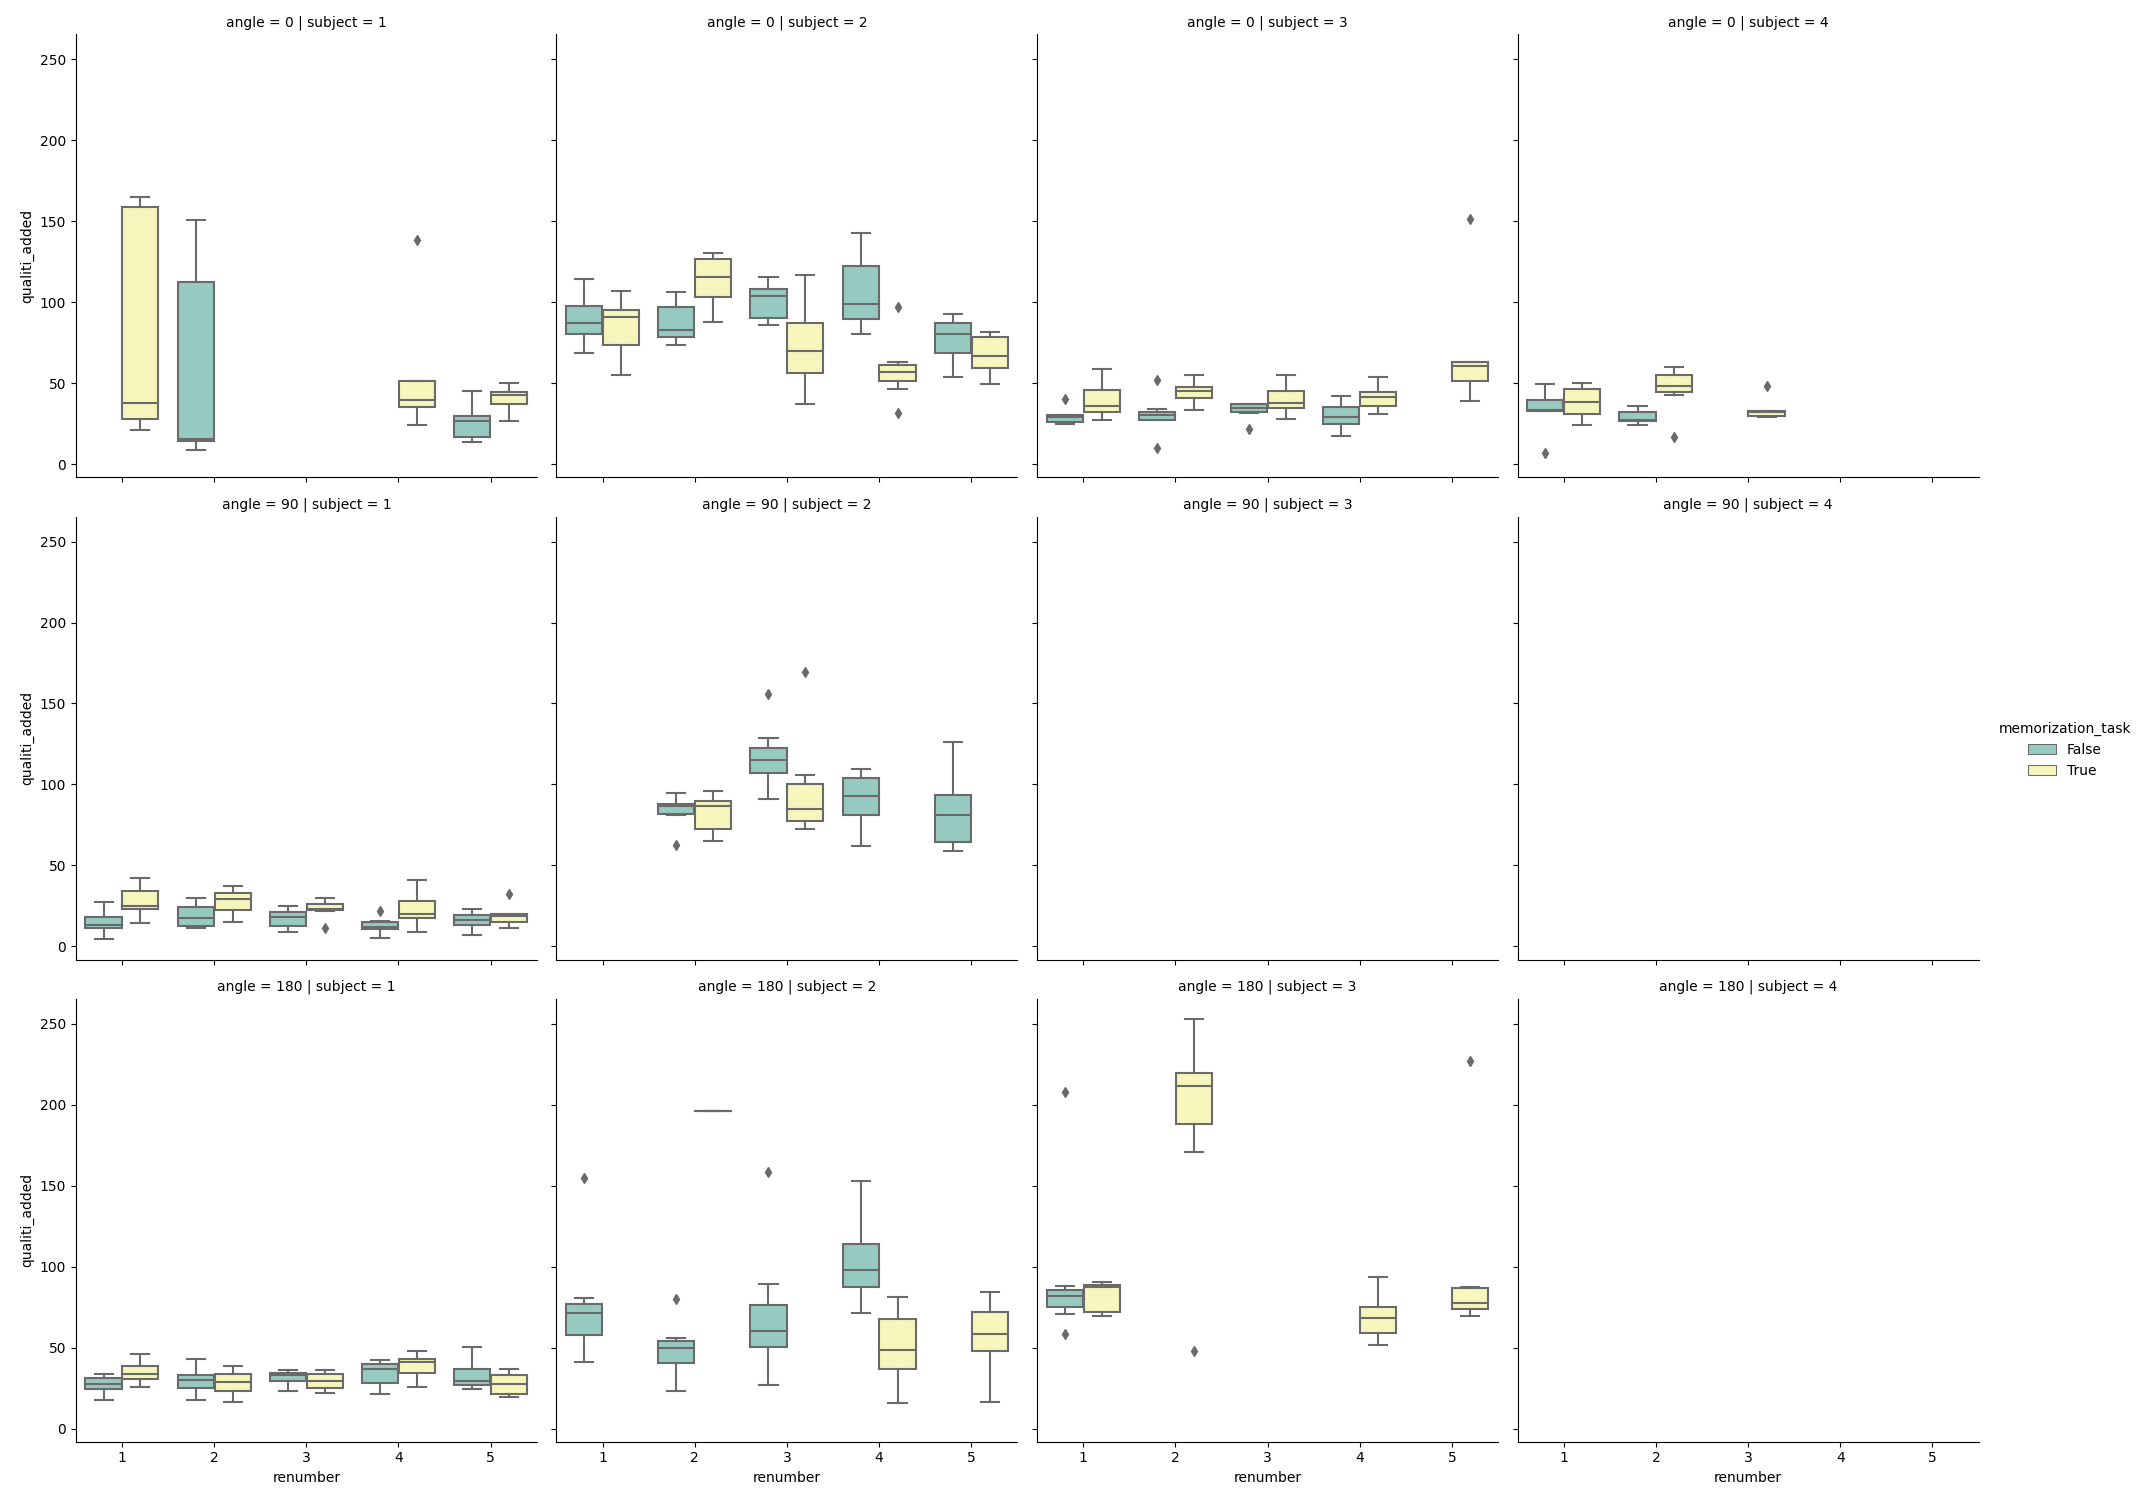 angle = 0 | subject = 1
angle = 0 | subject = 2
angle = 0 | subject = 3
angle = 0 | subject = 4
250
200
150
100
50
0
qualiti_added
angle = 90 | subject = 1
angle = 90 | subject = 2
angle = 90 | subject = 3
angle = 90 | subject = 4
250
200
150
100
50
0
qualiti_added
memorization_task
False
True
angle = 180 | subject = 1
angle = 180 | subject = 2
angle = 180 | subject = 3
angle = 180 | subject = 4
250
200
150
100
50
0
qualiti_added
1 2 3 4 5
renumber
1 2 3 4 5
renumber
1 2 3 4 5
renumber
1 2 3 4 5
renumber